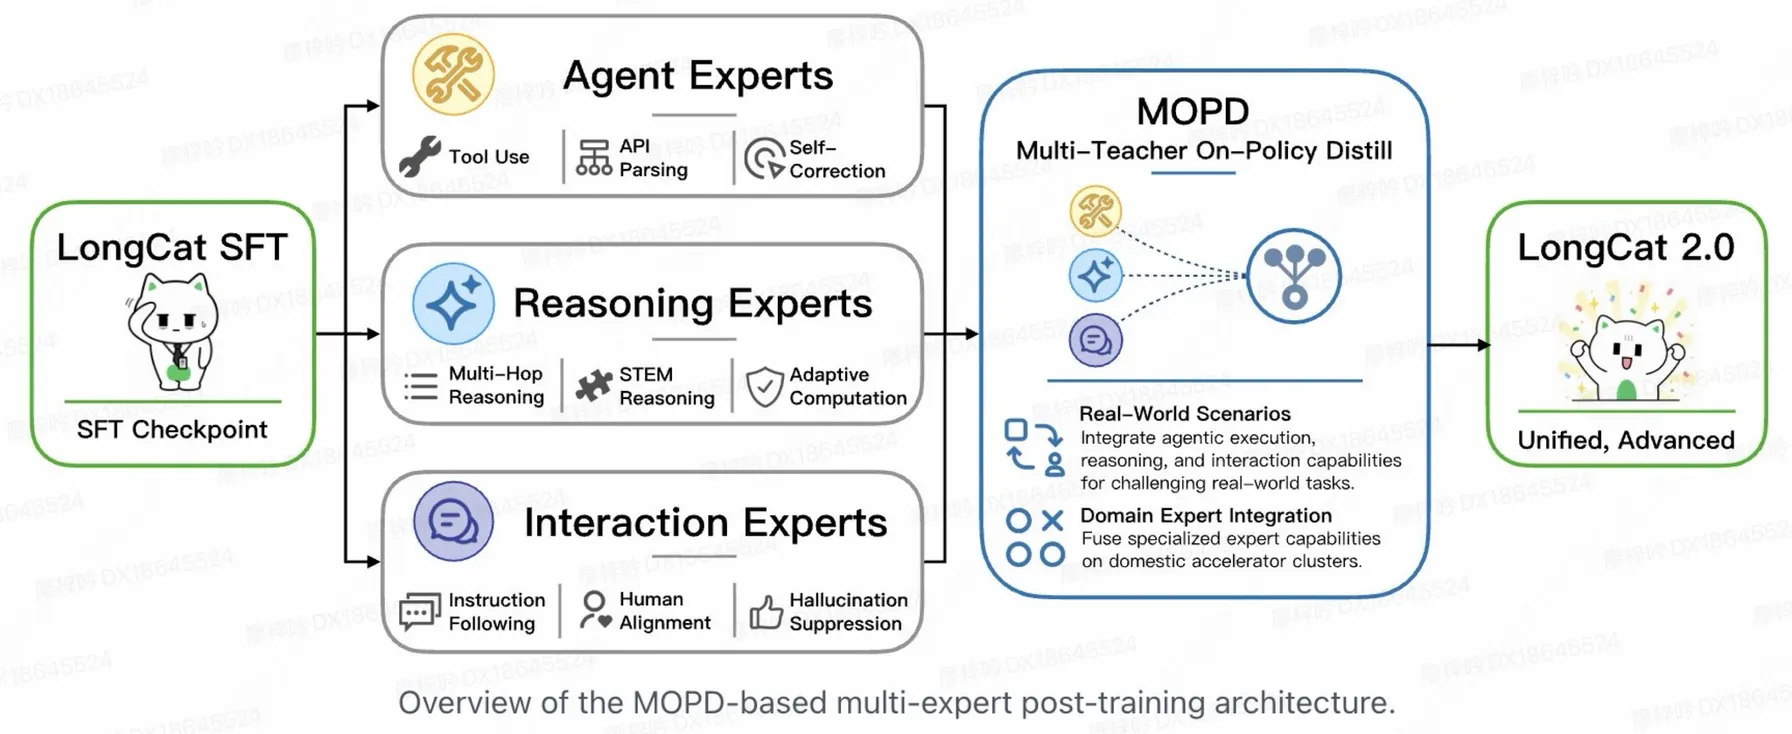 Agent Experts
Tool Use
API
Parsing
Self-
Correction
LongCat SFT
SFT Checkpoint
Reasoning Experts
Multi-Hop
Reasoning
STEM
Reasoning
Adaptive
Computation
Interaction Experts
Instruction
Following
Human
Alignment
Hallucination
Suppression
MOPD
Multi-Teacher On-Policy Distill
Real-World Scenarios
Integrate agentic execution,
reasoning, and interaction capabilities
for challenging real-world tasks.
Domain Expert Integration
Fuse specialized expert capabilities
on domestic accelerator clusters.
LongCat 2.0
Unified, Advanced
Overview of the MOPD-based multi-expert post-training architecture.
DX18645524